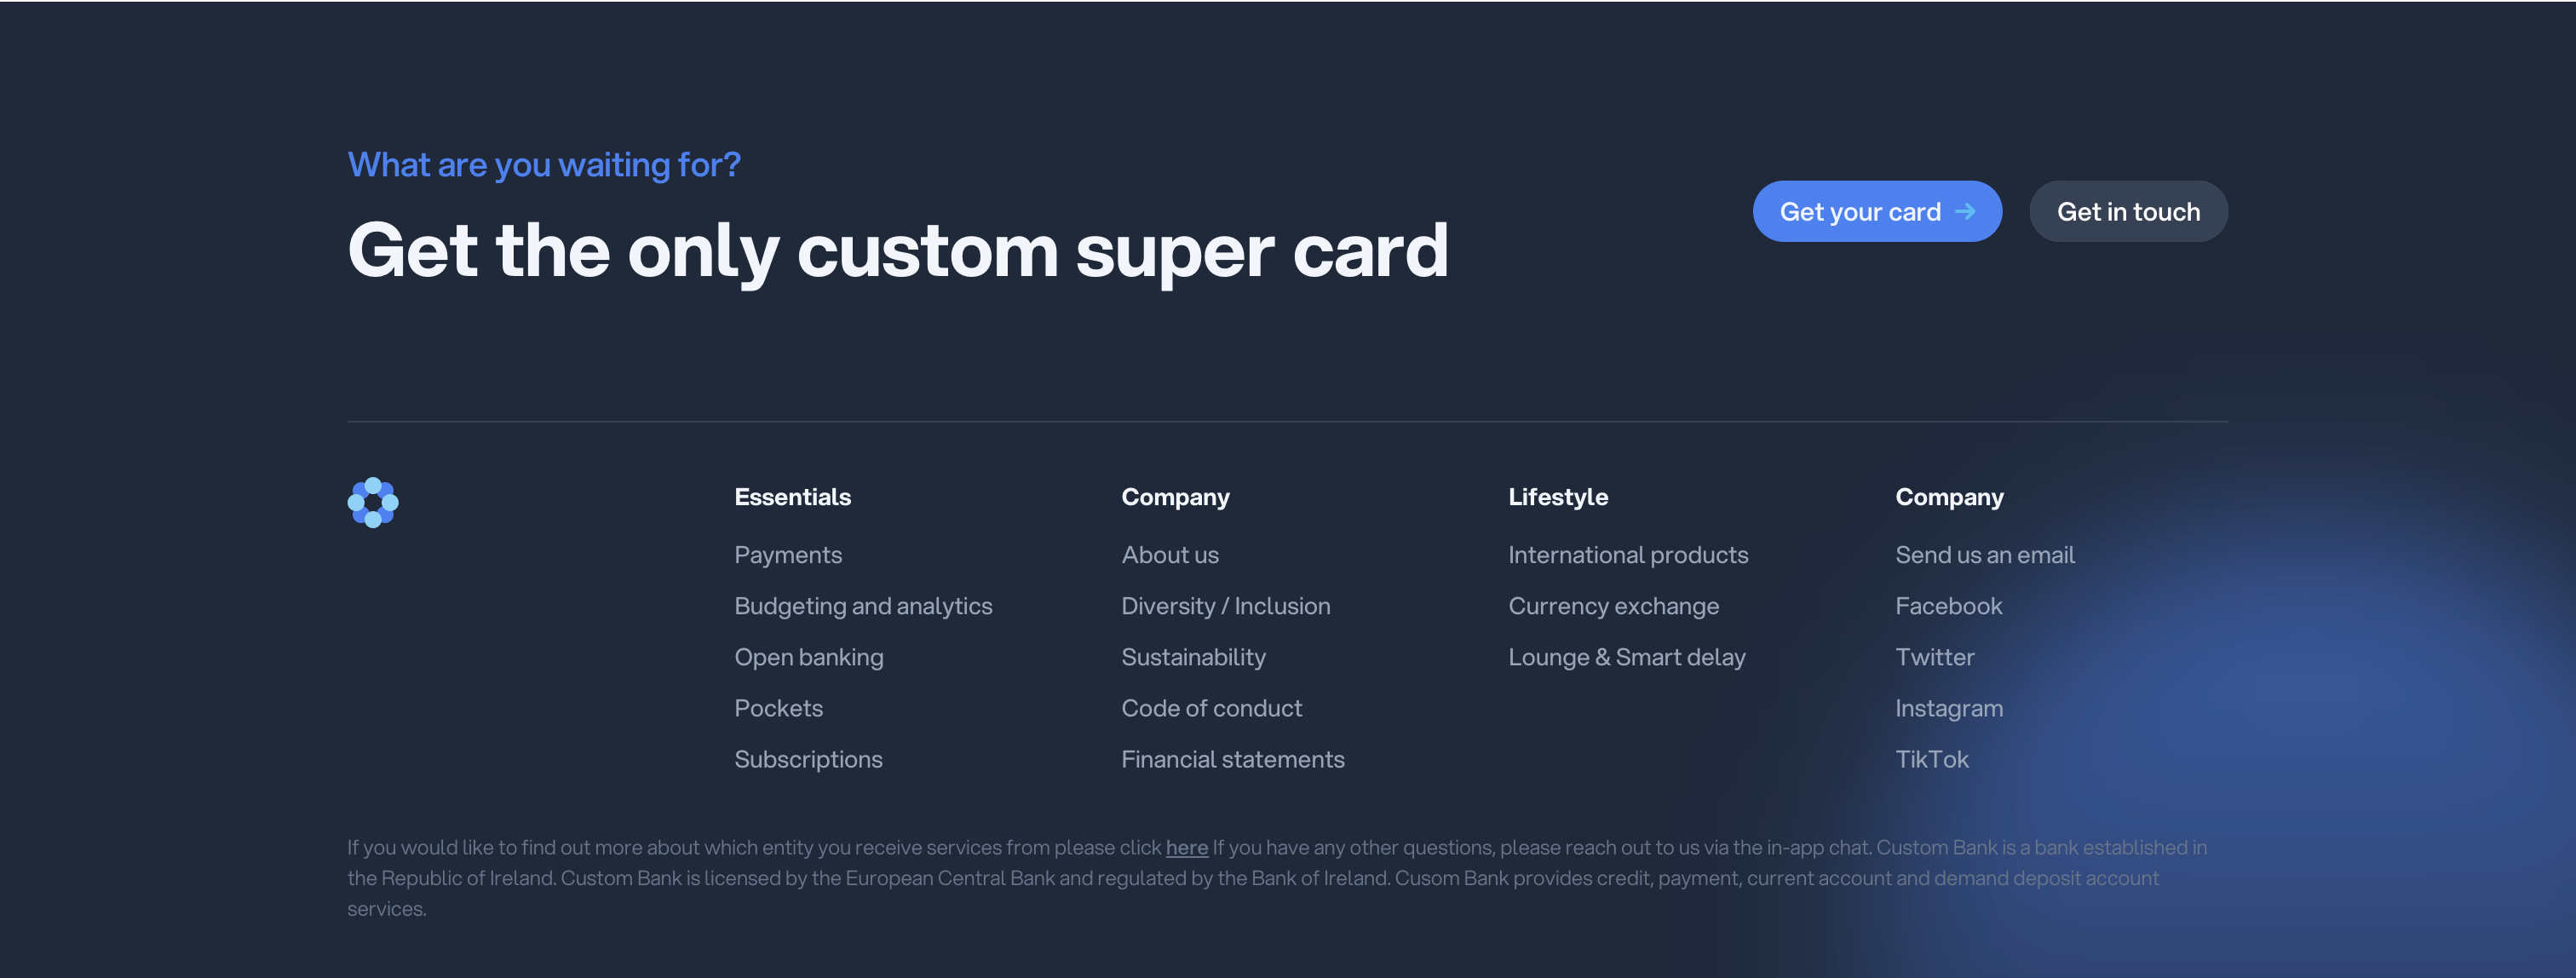 What are you waiting for?
Get the only custom super card
Get your card
Get in touch
Essentials
Payments
Budgeting and analytics
Open banking
Pockets
Subscriptions
Company
About us
Diversity / Inclusion
Sustainability
Code of conduct
Financial statements
Lifestyle
International products
Currency exchange
Lounge & Smart delay
Company
Send us an email
Facebook
Twitter
Instagram
TikTok
If you would like to find out more about which entity you receive services from please click here If you have any other questions, please reach out to us via the in-app chat. Custom Bank is a bank established in
the Republic of Ireland. Custom Bank is licensed by the European Central Bank and regulated by the Bank of Ireland. Cusom Bank provides credit, payment, current account and demand deposit account
services.